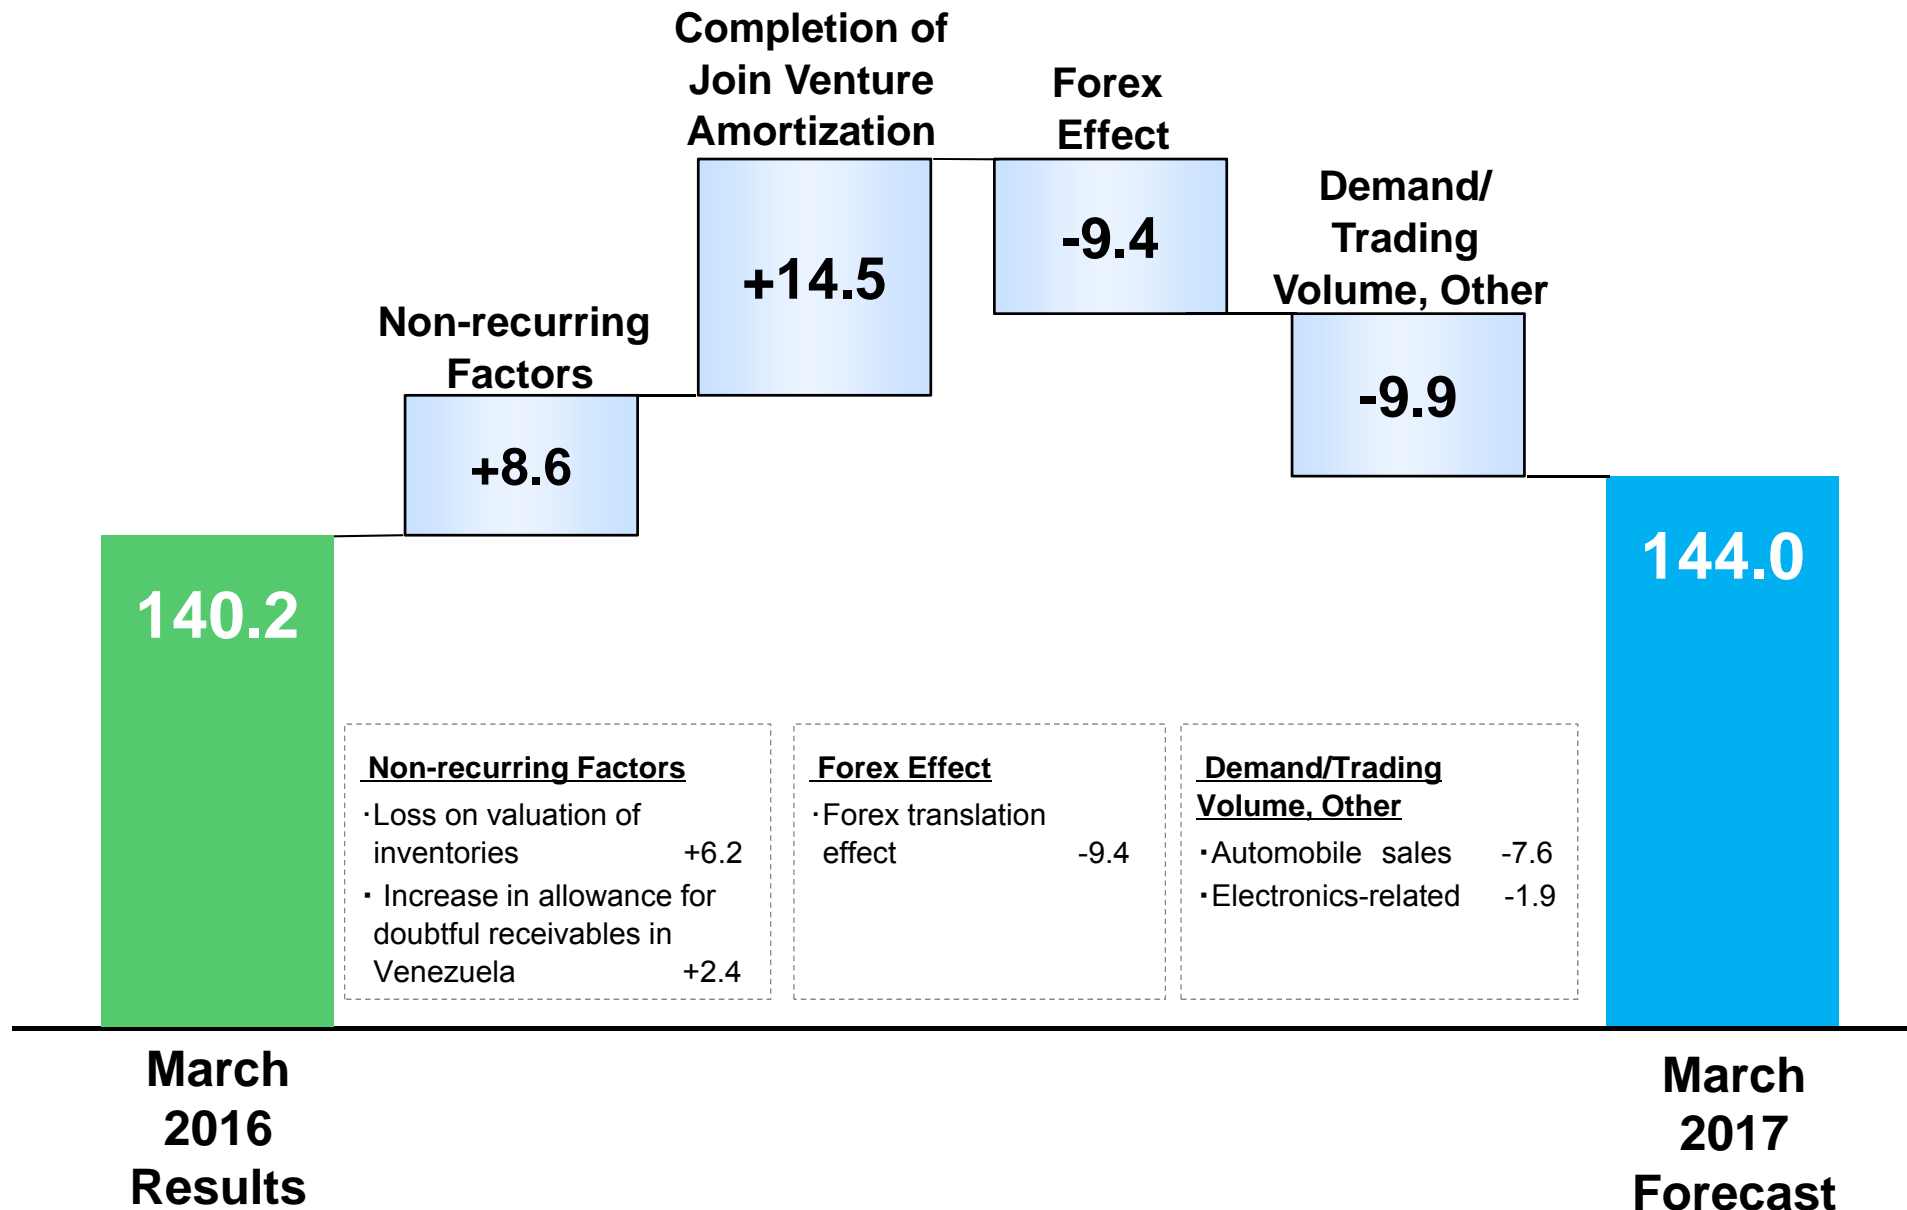 Completion of
Join Venture
Amortization
Forex
Effect
Demand/
Trading
Volume, Other
Non-recurring
Factors
+14.5
-9.4
-9.9
+8.6
140.2
144.0
Non-recurring Factors
・Loss on valuation of
inventories +6.2
・ Increase in allowance for
doubtful receivables in
Venezuela +2.4
Forex Effect
・Forex translation
effect -9.4
Demand/Trading
Volume, Other
・Automobile sales -7.6
・Electronics-related -1.9
March
2016
Results
March
2017
Forecast